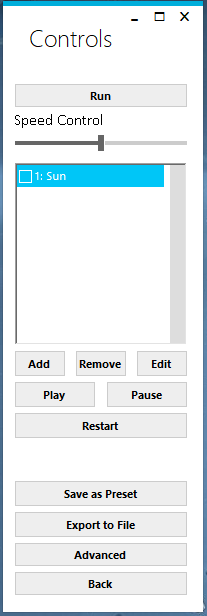 Controls
Run
Speed Control
1: Sun
Add Remove Edit
Play Pause
Restart
Save as Preset
Export to File
Advanced
Back